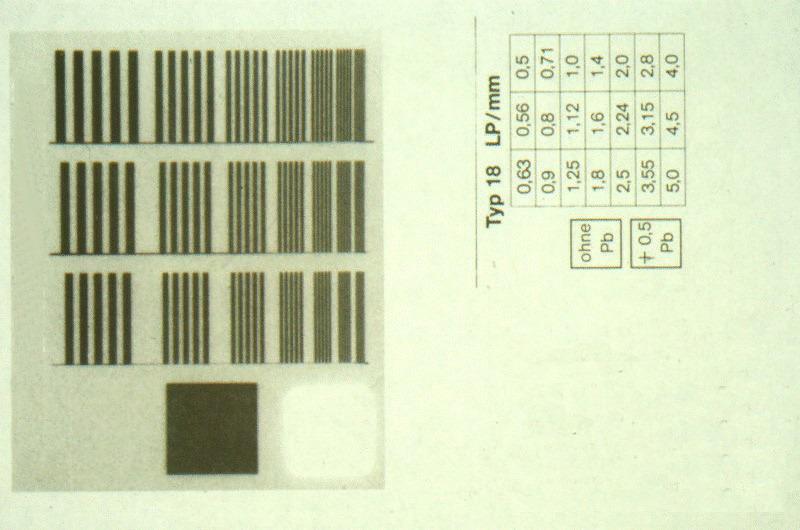 Typ 18 LP/mm
0,63 0,56 0,5
0,9 0,8 0,71
1,25 1,12 1,0
1,8 1,6 1,4
2,5 2,24 2,0
3,55 3,15 2,8
5,0 4,5 4,0
ohne
Pb
+ 0,5
Pb